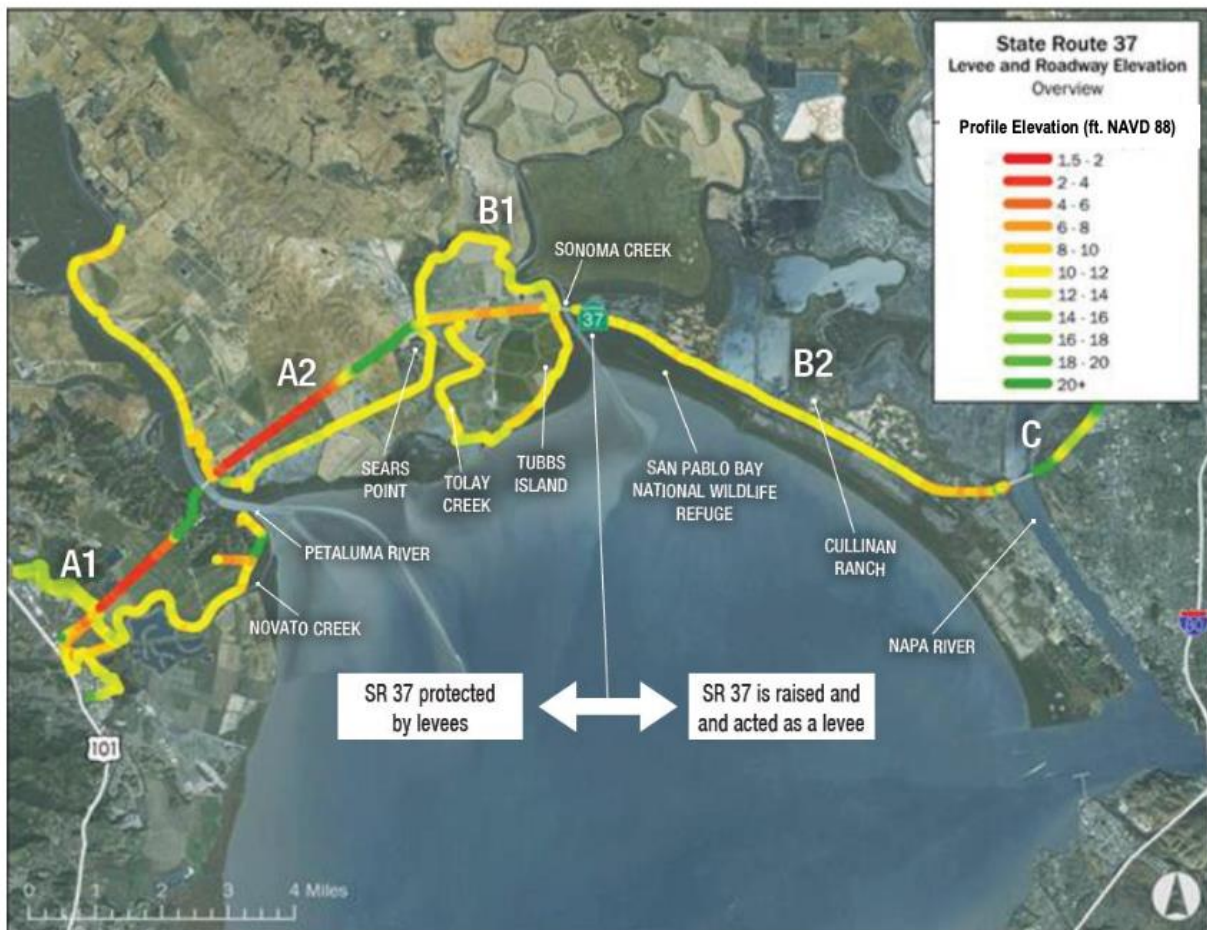 State Route 37
Levee and Roadway Elevation
Overview
Profile Elevation (ft. NAVD 88)
1.5 - 2
2 - 4
4 - 6
6 - 8
8 - 10
10 - 12
12 - 14
14 - 16
16 - 18
18 - 20
20+
B1
SONOMA CREEK
37
A2
B2
C
SEARS
POINT
TOLAY
CREEK
TUBBS
ISLAND
SAN PABLO BAY
NATIONAL WILDLIFE
REFUGE
CULLINAN
RANCH
PETALUMA RIVER
A1
NOVATO CREEK
NAPA RIVER
80
SR 37 protected
by levees
SR 37 is raised and
and acted as a levee
101
0 1 2 3 4 Miles